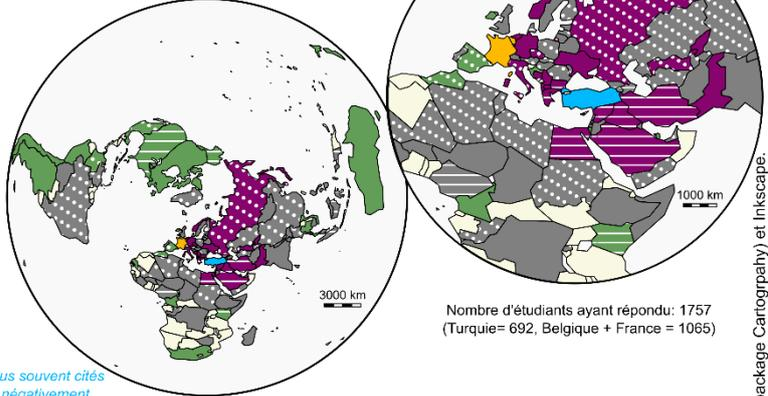 3000 km
1000 km
Nombre d'étudiants ayant répondu: 1757
(Turquie= 692, Belgique + France = 1065)
us souvent cités
négativement
package Cartogrpahy) et Inkscape.